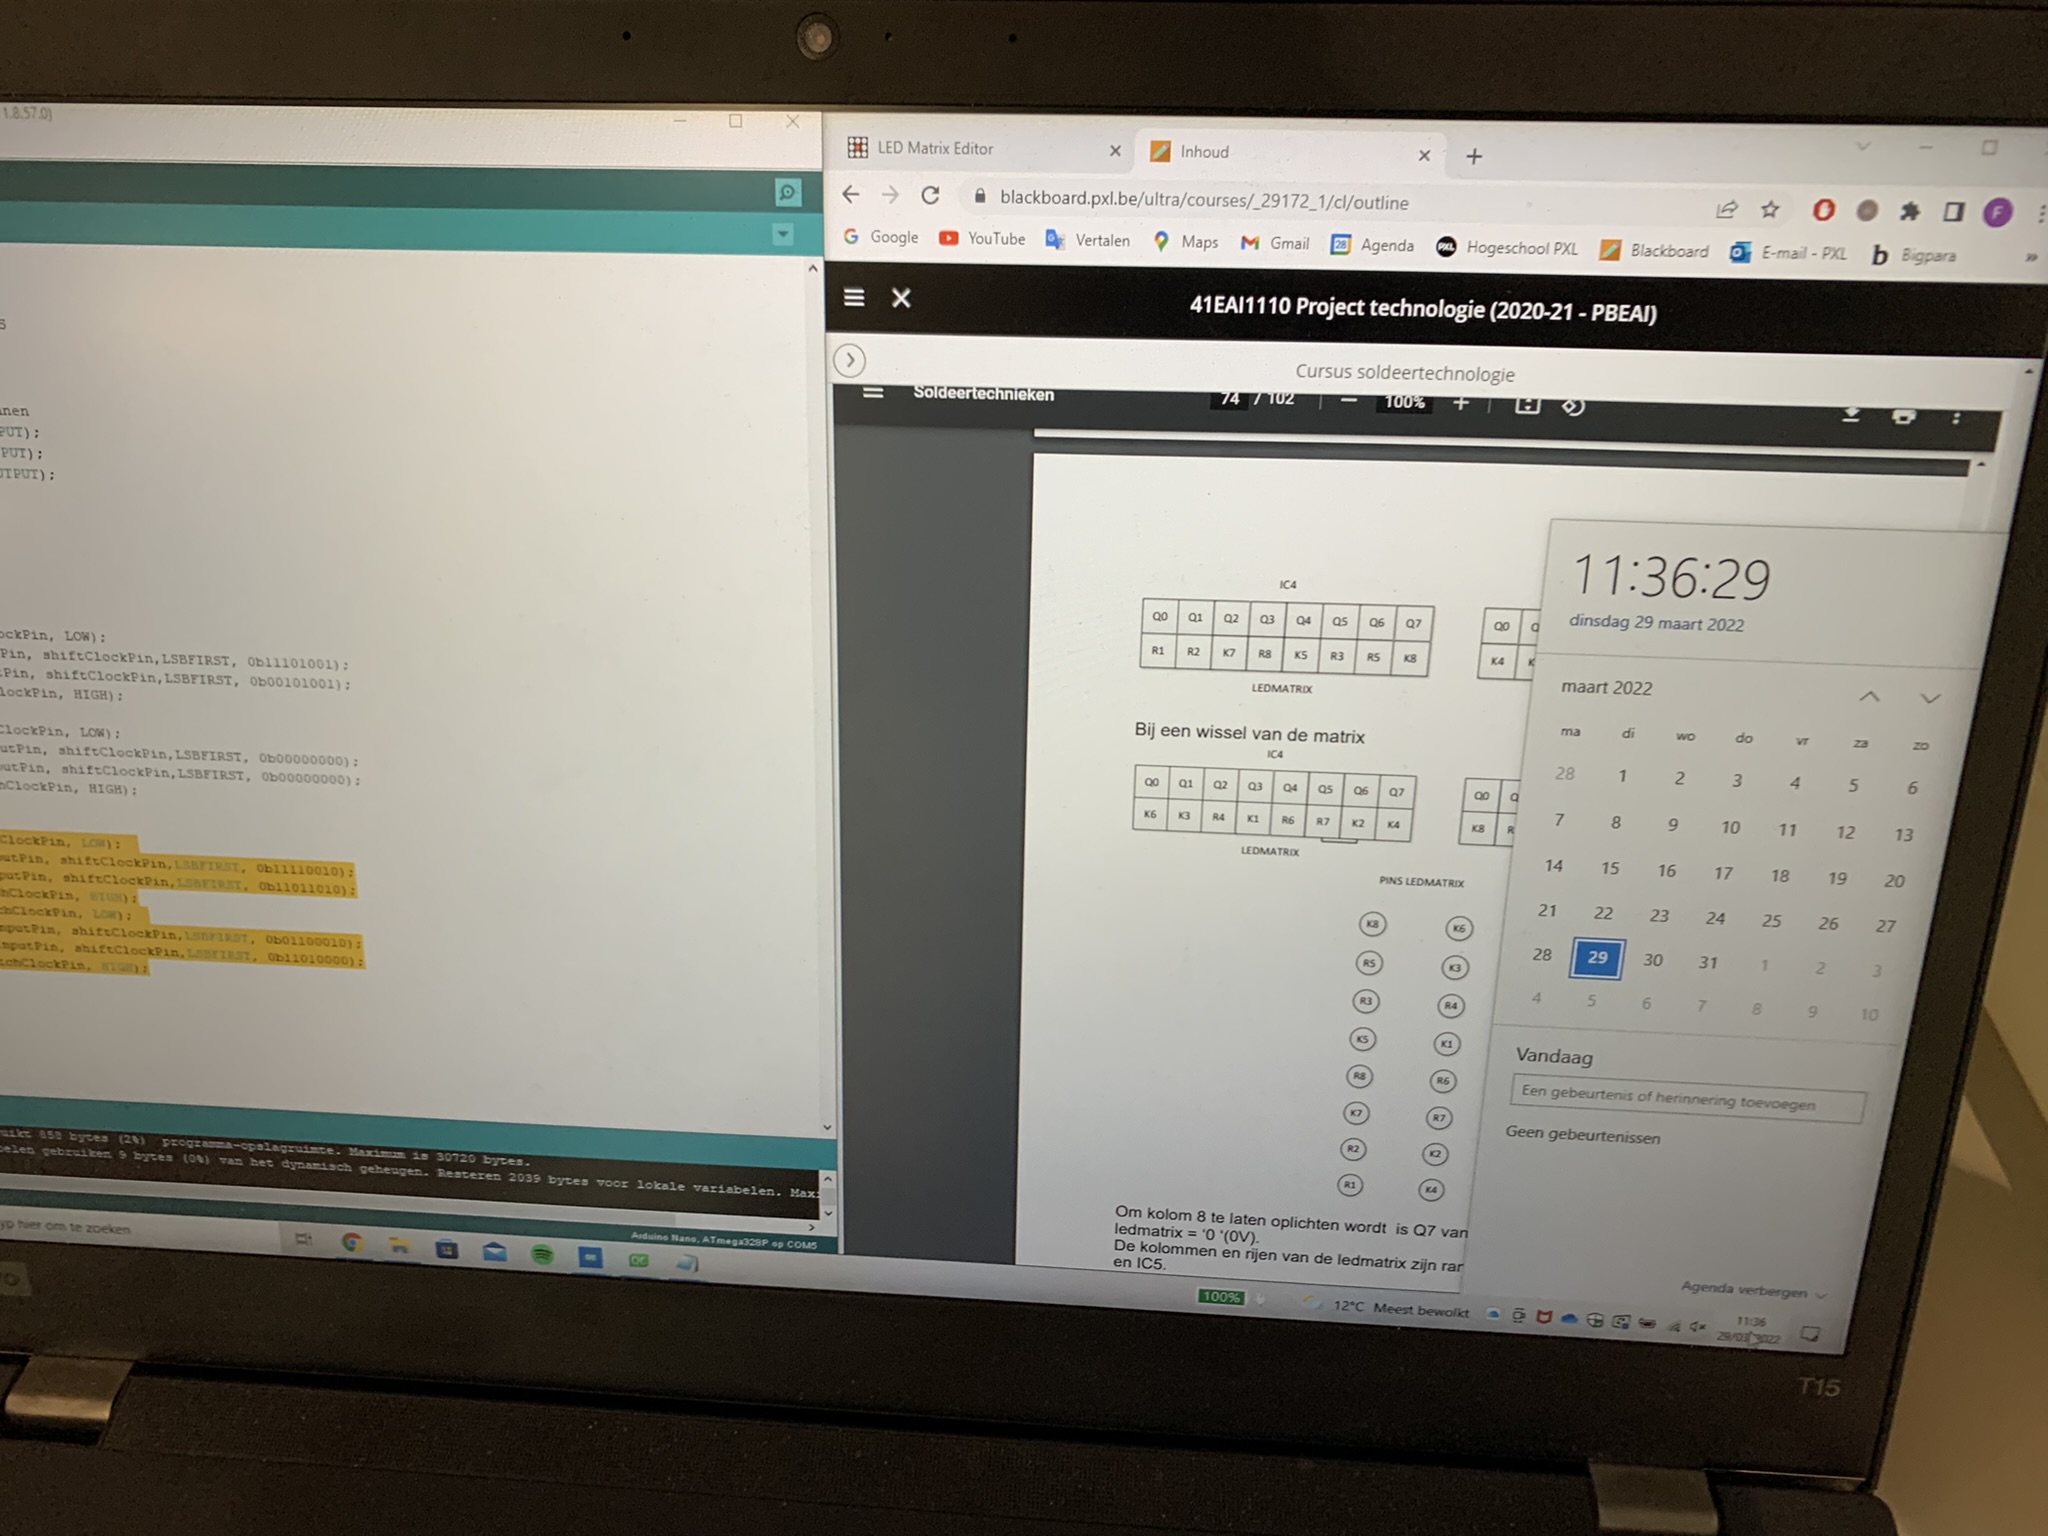 1.8.57.0)
nnen
PUT);
PUT);
UTPUT);
ockPin, LOW);
Pin, shiftClockPin,LSBFIRST, 0b11101001);
tPin, shiftClockPin,LSBFIRST, 0b00101001);
lockPin, HIGH);
ClockPin, LOW);
utPin, shiftClockPin,LSBFIRST, 0b00000000);
putPin, shiftClockPin,LSBFIRST, 0b00000000);
hClockPin, HIGH);
ClockPin, LOW);
utPin, shiftClockPin,LSBFIRST, 0b11110010);
putPin, shiftClockPin,LSBFIRST, 0b11011010);
hClockPin, HIGH);
chClockPin, LOW);
nputPin, shiftClockPin,LSBFIRST, 0b01100010);
inputPin, shiftClockPin,LSBFIRST, 0b11010000);
tchClockPin, HIGH);
bytes (2%) programma-opslagruimte. Maximum is 30720 bytes.
belen gebruiken 9 bytes (0%) van het dynamisch geheugen. Resteren 2039 bytes voor lokale variabelen. Max
Arduino Nano, ATmega328P op COM5
yp hier om te zoeken
LED Matrix Editor
Inhoud
blackboard.pxl.be/ultra/courses/_29172_1/cl/outline
F
Google YouTube Vertalen Maps Gmail 28 Agenda PXL Hogeschool PXL Blackboard E-mail - PXL b Bigpara »
41EAI1110 Project technologie (2020-21 - PBEAI)
Cursus soldeertechnologie
Soldeertechnieken 74 / 102 100%
IC4
Q0 Q1 Q2 Q3 Q4 Q5 Q6 Q7 Q0 Q
R1 R2 K7 R8 K5 R3 R5 K8 K4 K
LEDMATRIX
Bij een wissel van de matrix
IC4
Q0 Q1 Q2 Q3 Q4 Q5 Q6 Q7 Q0 Q
K6 K3 R4 K1 R6 R7 K2 K4 K8 R
LEDMATRIX
PINS LEDMATRIX
K8 K6
R5 K3
R3 R4
K5 K1
R8 R6
K7 R7
R2 K2
R1 K4
Om kolom 8 te laten oplichten wordt is Q7 van
ledmatrix = '0 '(0V).
De kolommen en rijen van de ledmatrix zijn rar
en IC5.
11:36:29
dinsdag 29 maart 2022
maart 2022
ma di wo do vr za zo
28 1 2 3 4 5 6
7 8 9 10 11 12 13
14 15 16 17 18 19 20
21 22 23 24 25 26 27
28 29 30 31 1 2 3
4 5 6 7 8 9 10
Vandaag
Een gebeurtenis of herinnering toevoegen
Geen gebeurtenissen
Agenda verbergen
100% 12°C Meest bewolkt 11:36
T15